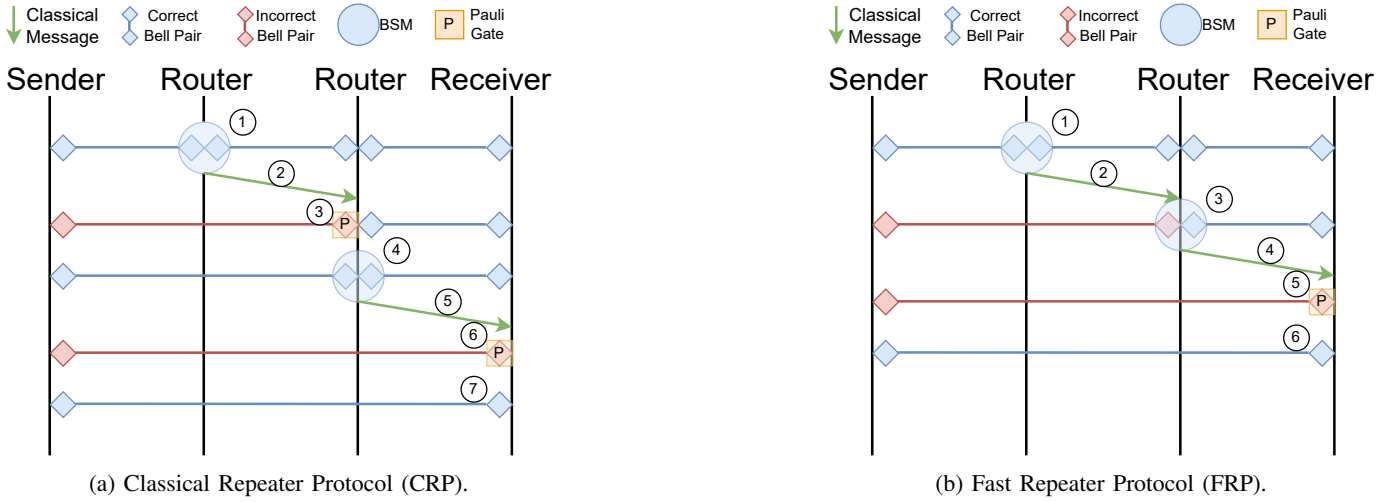 Classical Message
Correct Bell Pair
Incorrect Bell Pair
BSM
P
Pauli Gate
Sender
Router
Router
Receiver
1
2
3
P
4
5
6
P
7
(a) Classical Repeater Protocol (CRP).
Classical Message
Correct Bell Pair
Incorrect Bell Pair
BSM
P
Pauli Gate
Sender
Router
Router
Receiver
1
2
3
4
5
P
6
(b) Fast Repeater Protocol (FRP).